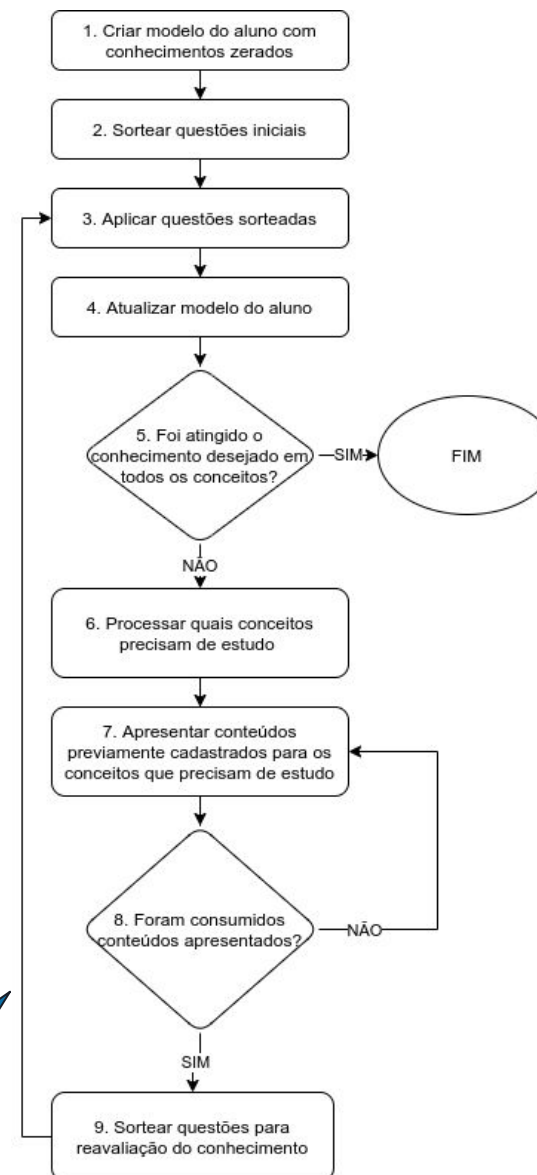 1. Criar modelo do aluno com
conhecimentos zerados
2. Sortear questões iniciais
3. Aplicar questões sorteadas
4. Atualizar modelo do aluno
5. Foi atingido o
conhecimento desejado em
todos os conceitos?
SIM
FIM
NÃO
6. Processar quais conceitos
precisam de estudo
7. Apresentar conteúdos
previamente cadastrados para os
conceitos que precisam de estudo
8. Foram consumidos
conteúdos apresentados?
NÃO
SIM
9. Sortear questões para
reavaliação do conhecimento